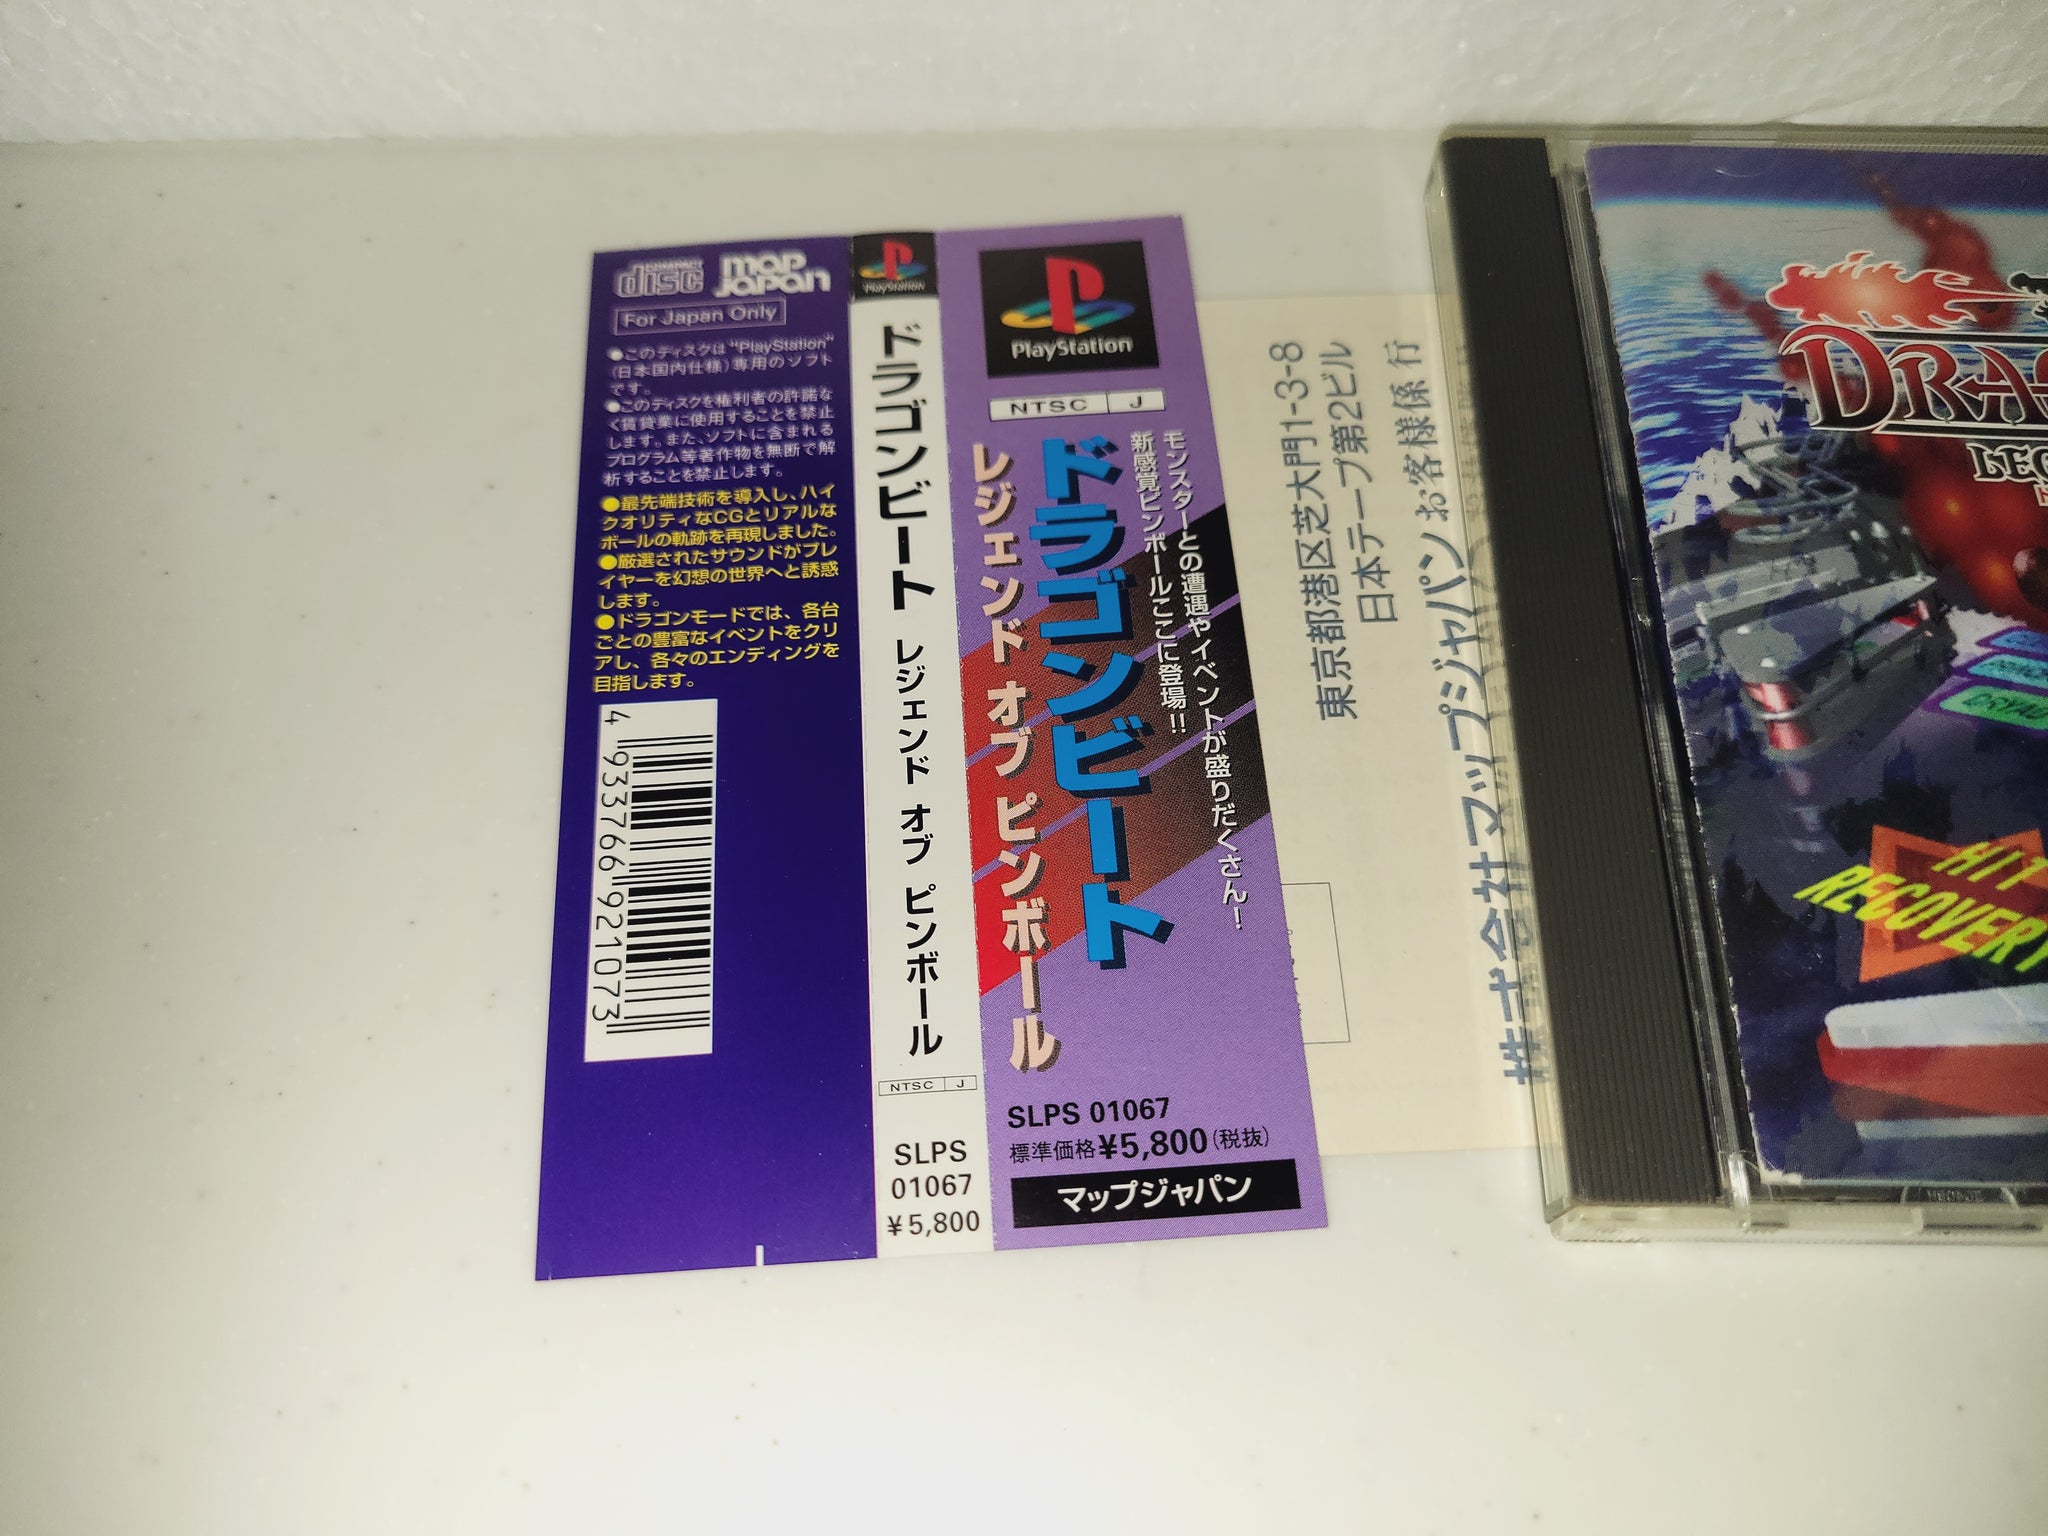 COMPACT
disc
map
Japan
For Japan Only
●このディスクは"PlayStation"
(日本国内仕様)専用のソフト
です。
●このディスクを権利者の許諾な
く賃貸業に使用することを禁止
します。また、ソフトに含まれる
プログラム等著作物を無断で解
析することを禁止します。
●最先端技術を導入し、ハイ
クオリティなCGとリアルな
ボールの軌跡を再現しました。
●厳選されたサウンドがプレ
イヤーを幻想の世界へと誘惑
します。
●ドラゴンモードでは、各台
ごとの豊富なイベントをクリ
アし、各々のエンディングを
目指します。
4 933766 921073
PlayStation
ドラゴンビート レジェンド オブ ピンボール
NTSC J
SLPS
01067
¥5,800
PlayStation
NTSC J
モンスターとの遭遇やイベントが盛りだくさん!
新感覚ピンボールここに登場!!
ドラゴンビート
レジェンド オブ ピンボール
SLPS 01067
標準価格¥5,800(税抜)
マップジャパン
東京都港区芝大門1-3-8
日本テープ第2ビル
株式会社マップジャパン お客様係 行
HIT
RECOVERY